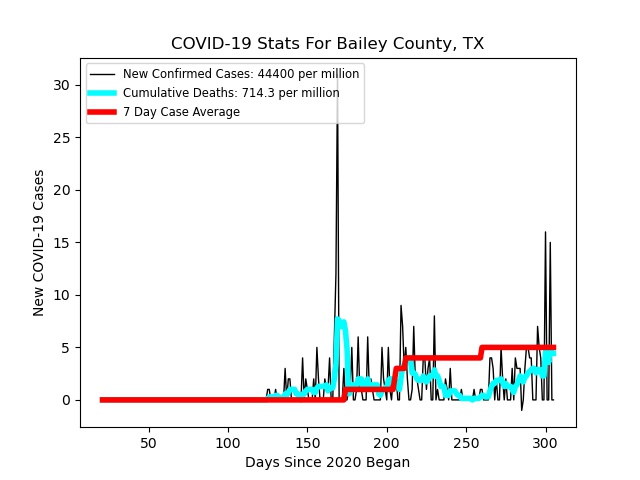 COVID-19 Stats For Bailey County, TX
New Confirmed Cases: 44400 per million
Cumulative Deaths: 714.3 per million
7 Day Case Average
New COVID-19 Cases
30
25
20
15
10
5
0
50 100 150 200 250 300
Days Since 2020 Began